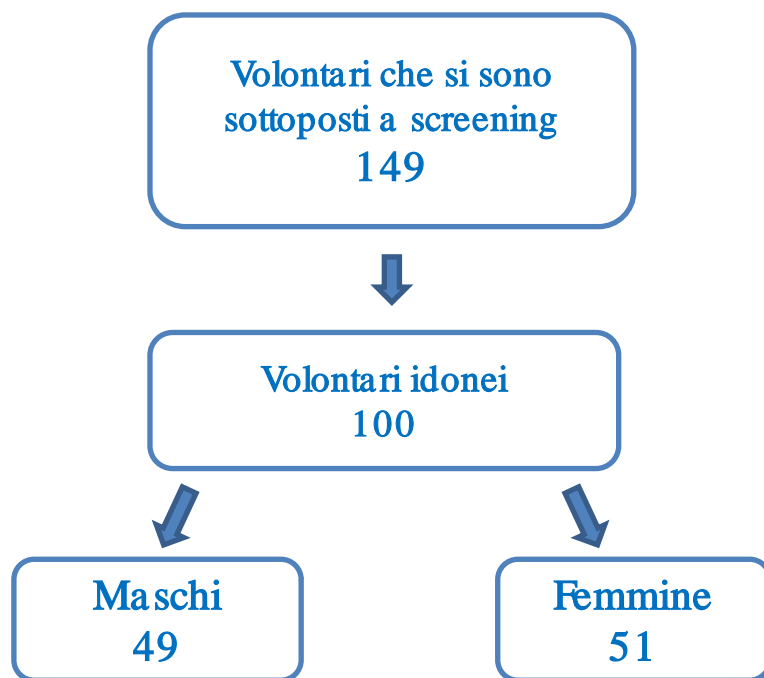 Volontari che si sono
sottoposti a screening
149
Volontari idonei
100
Maschi
49
Femmine
51